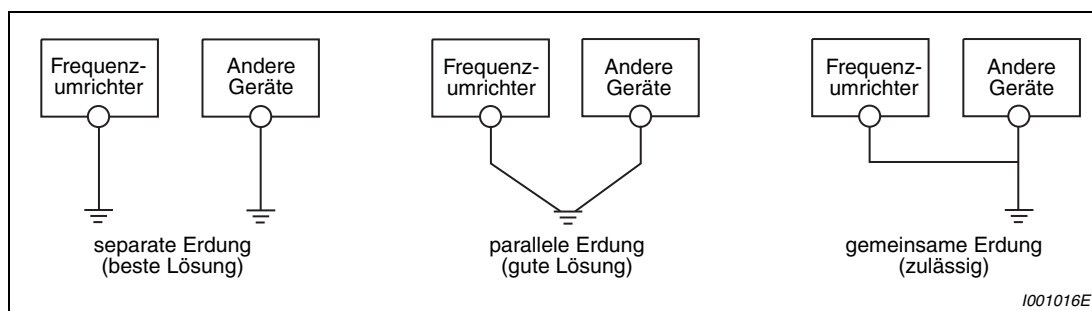 Frequenz-
umrichter
Andere
Geräte
separate Erdung
(beste Lösung)
Frequenz-
umrichter
Andere
Geräte
parallele Erdung
(gute Lösung)
Frequenz-
umrichter
Andere
Geräte
gemeinsame Erdung
(zulässig)
I001016E